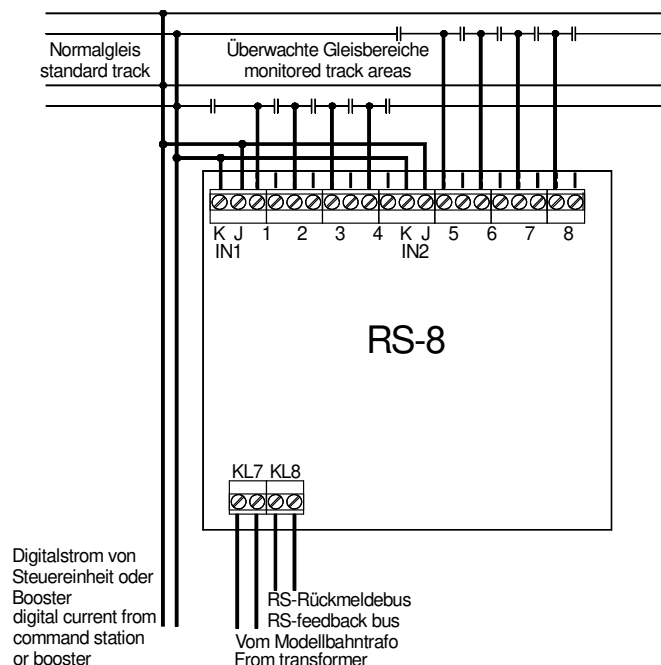 Normalgleis
standard track
Überwachte Gleisbereiche
monitored track areas
K J 1 2 3 4 K J 5 6 7 8
IN1 IN2
RS-8
KL7 KL8
Digitalstrom von
Steuereinheit oder
Booster
digital current from
command station
or booster
RS-Rückmeldebus
RS-feedback bus
Vom Modellbahntrafo
From transformer